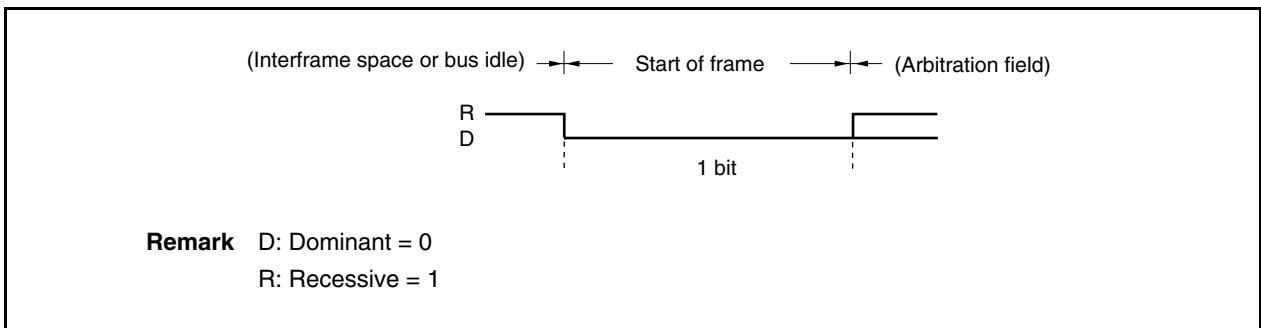 (Interframe space or bus idle) Start of frame (Arbitration field)
R
D
1 bit
Remark D: Dominant = 0
R: Recessive = 1